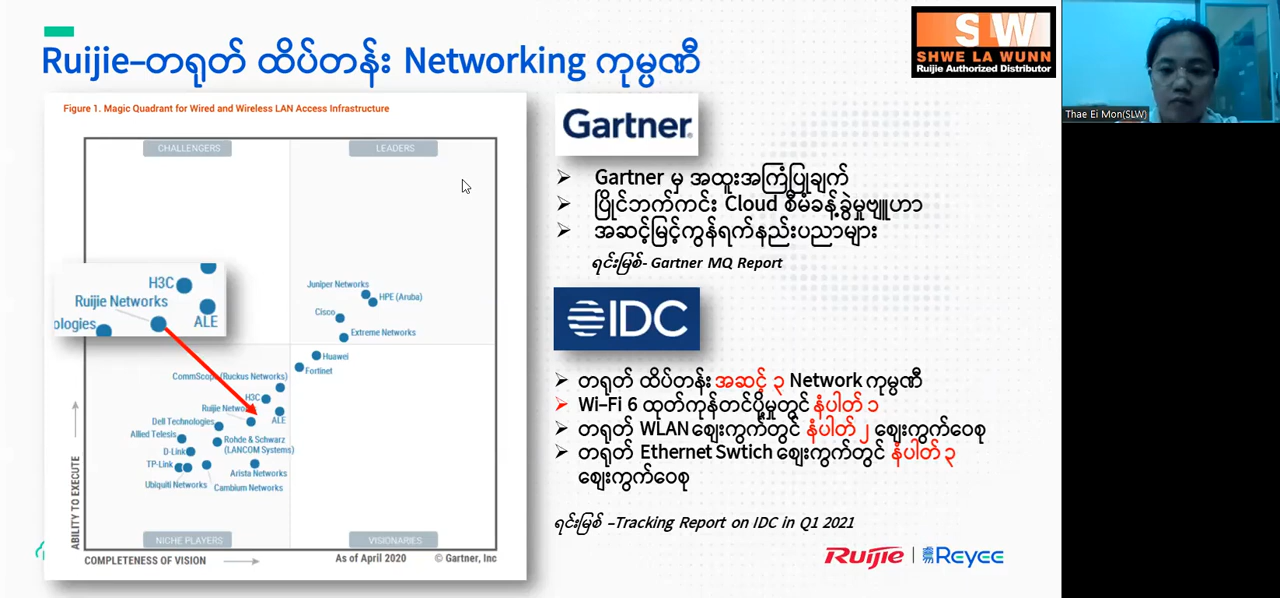 Ruijie–တရုတ် ထိပ်တန်း Networking ကုမ္ပဏီ
SW
SHWE LA WUNN
Ruijie Authorized Distributor
Thae Ei Mon(SLW)
Figure 1. Magic Quadrant for Wired and Wireless LAN Access Infrastructure
CHALLENGERS
LEADERS
H3C
Ruijie Networks
ologies
ALE
Juniper Networks
HPE (Aruba)
Cisco
Extreme Networks
Huawei
Fortinet
CommScope (Ruckus Networks)
H3C
Ruijie Netwo
ALE
Dell Technologies
Allied Telesis
Rohde & Schwarz
(LANCOM Systems)
D-Link
TP-Link
Arista Networks
Ubiquiti Networks
Cambium Networks
ABILITY TO EXECUTE
NICHE PLAYERS
VISIONARIES
COMPLETENESS OF VISION
As of April 2020
© Gartner, Inc
Gartner
Gartner မှ အထူးအကြံပြုချက်
ပြိုင်ဘက်ကင်း Cloud စီမံခန့်ခွဲမှုဗျူဟာ
အဆင့်မြင့်ကွန်ရက်နည်းပညာများ
ရင်းမြစ်- Gartner MQ Report
IDC
တရုတ် ထိပ်တန်း အဆင့် ၃ Network ကုမ္ပဏီ
Wi-Fi 6 ထုတ်ကုန်တင်ပို့မှုတွင် နံပါတ် ၁
တရုတ် WLAN ဈေးကွက်တွင် နံပါတ် ၂ ဈေးကွက်ဝေစု
တရုတ် Ethernet Swtich ဈေးကွက်တွင် နံပါတ် ၃
ဈေးကွက်ဝေစု
ရင်းမြစ် –Tracking Report on IDC in Q1 2021
Ruijie | Reyee